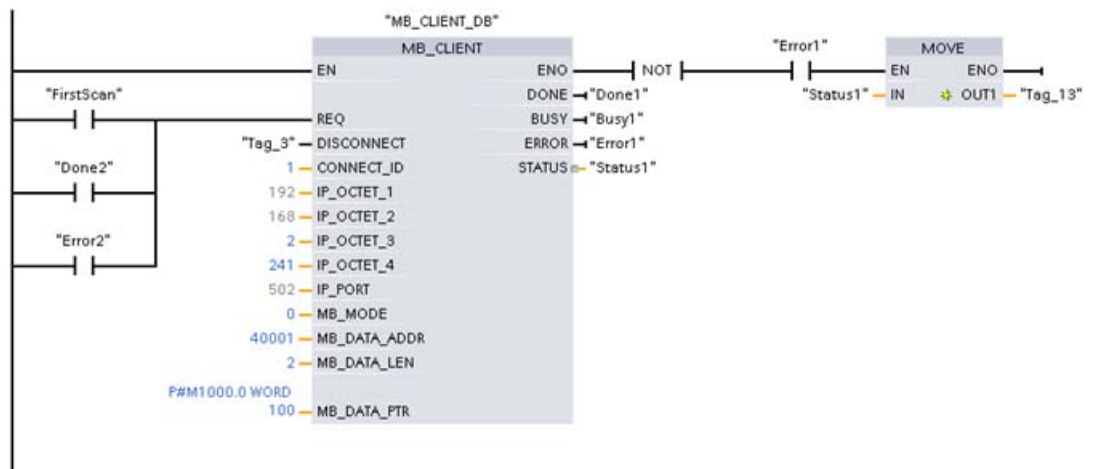 "MB_CLIENT_DB"
MB_CLIENT
"Error1"
MOVE
EN
ENO
NOT
EN
ENO
"FirstScan"
DONE
"Done1"
"Status1"
IN
OUT1
"Tag_13"
REQ
BUSY
"Busy1"
"Tag_3"
DISCONNECT
ERROR
"Error1"
"Done2"
1
CONNECT_ID
STATUS
"Status1"
192
IP_OCTET_1
168
IP_OCTET_2
"Error2"
2
IP_OCTET_3
241
IP_OCTET_4
502
IP_PORT
0
MB_MODE
40001
MB_DATA_ADDR
2
MB_DATA_LEN
P#M1000.0 WORD
100
MB_DATA_PTR